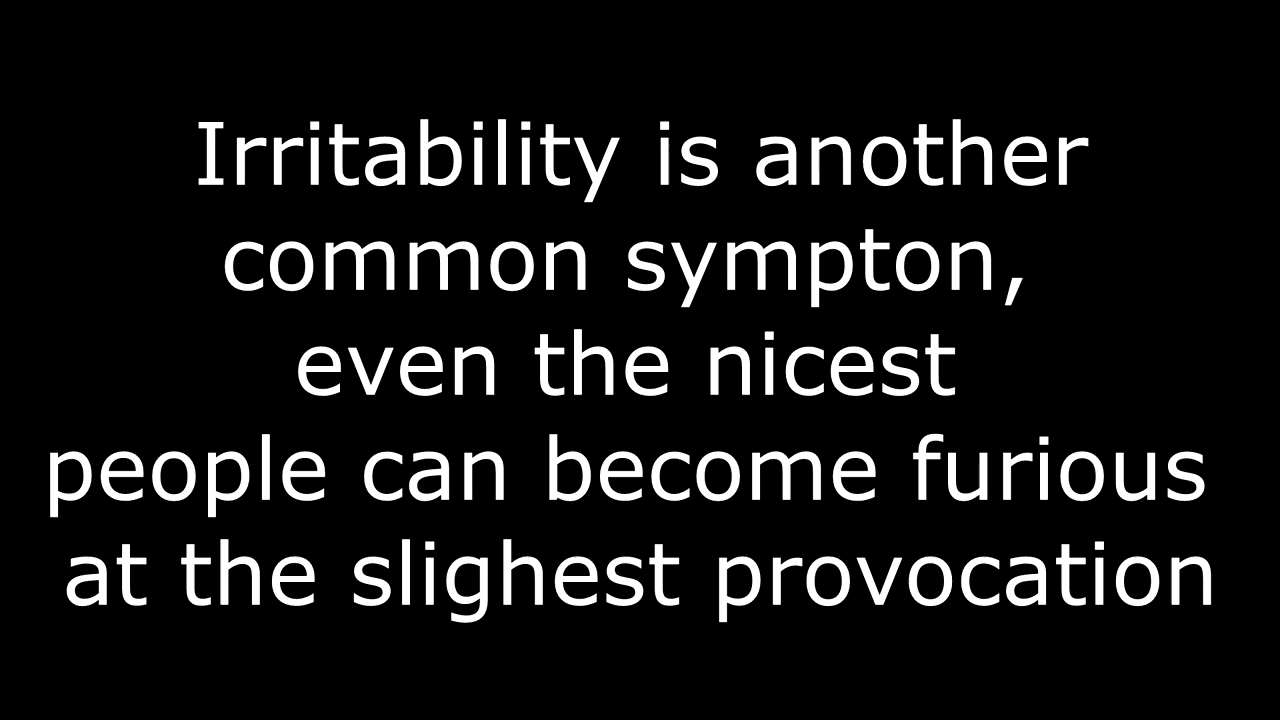 Irritability is another
common sympton,
even the nicest
people can become furious
at the slighest provocation